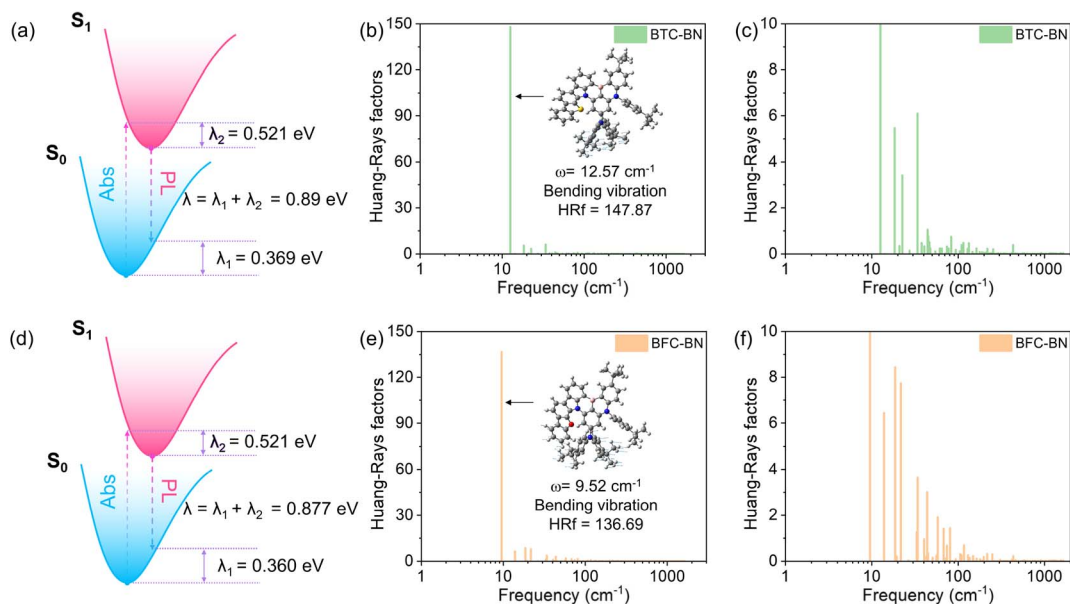 (a)
S1
λ2 = 0.521 eV
S0
Abs
PL
λ = λ1 + λ2 = 0.89 eV
λ1 = 0.369 eV
(b)
Huang-Rays factors
150
120
90
60
30
0
BTC-BN
ω= 12.57 cm-1
Bending vibration
HRf = 147.87
1
10
100
1000
Frequency (cm-1)
(c)
Huang-Rays factors
10
8
6
4
2
0
BTC-BN
1
10
100
1000
Frequency (cm-1)
(d)
S1
λ2 = 0.521 eV
S0
Abs
PL
λ = λ1 + λ2 = 0.877 eV
λ1 = 0.360 eV
(e)
Huang-Rays factors
150
120
90
60
30
0
BFC-BN
ω= 9.52 cm-1
Bending vibration
HRf = 136.69
1
10
100
1000
Frequency (cm-1)
(f)
Huang-Rays factors
10
8
6
4
2
0
BFC-BN
1
10
100
1000
Frequency (cm-1)